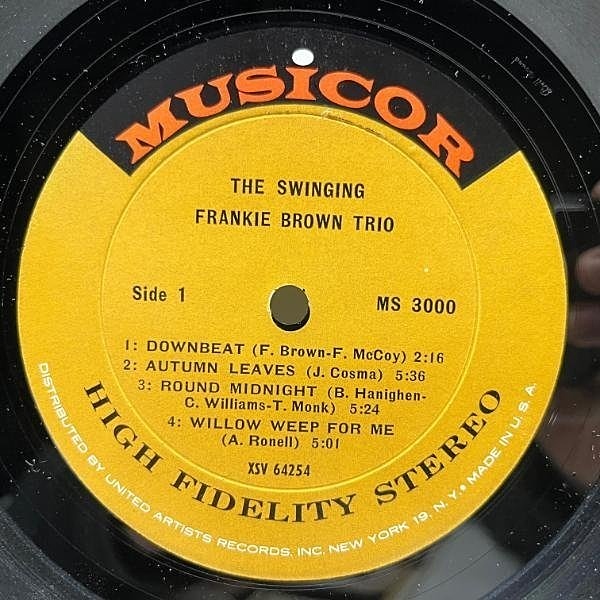 MUSICOR
THE SWINGING
FRANKIE BROWN TRIO
Side 1
MS 3000
1: DOWNBEAT (F. Brown-F. McCoy) 2:16
2: AUTUMN LEAVES (J. Cosma) 5:36
3: ROUND MIDNIGHT (B. Hanighen-
C. Williams-T. Monk) 5:24
4: WILLOW WEEP FOR ME
(A. Ronell) 5:01
XSV 64254
HIGH FIDELITY STEREO
DISTRIBUTED BY UNITED ARTISTS RECORDS, INC. NEW YORK 19, N.Y. • MADE IN U.S.A.